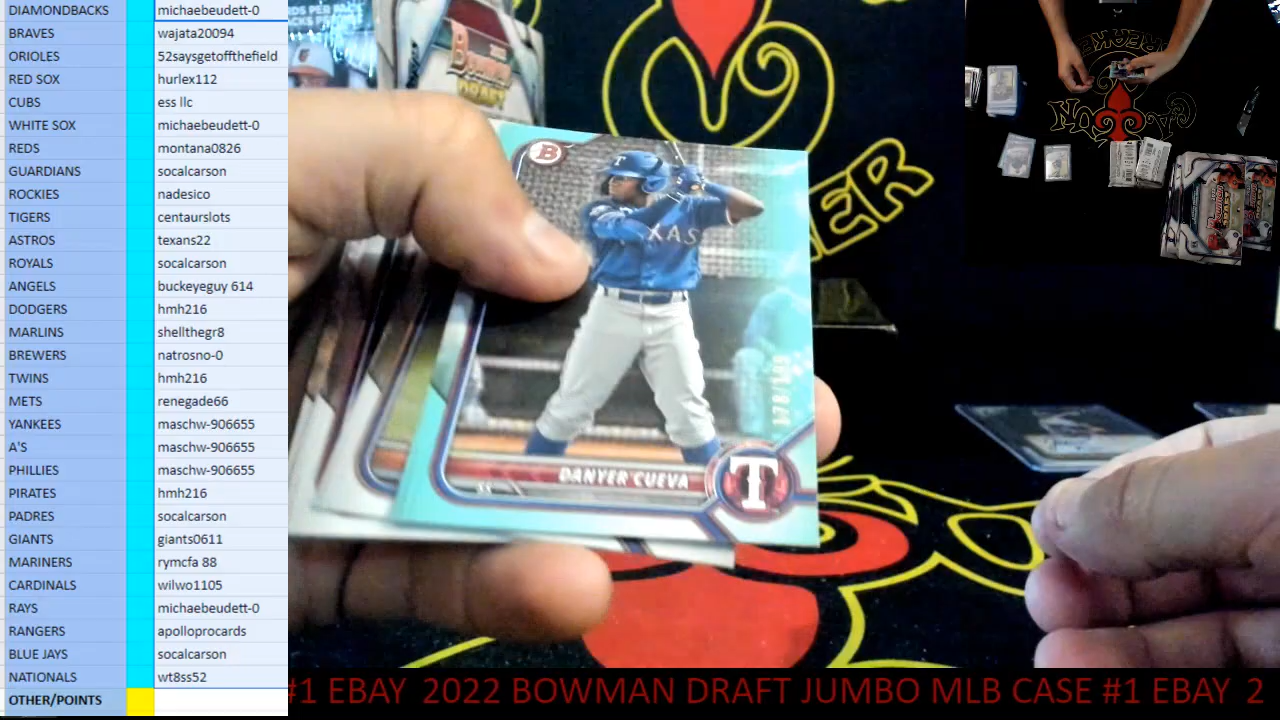 DIAMONDBACKS michaebeudett-0
BRAVES wajata20094
ORIOLES 52saysgetoffthefield
RED SOX hurlex112
CUBS ess llc
WHITE SOX michaebeudett-0
REDS montana0826
GUARDIANS socalcarson
ROCKIES nadesico
TIGERS centaurslots
ASTROS texans22
ROYALS socalcarson
ANGELS buckeyeguy 614
DODGERS hmh216
MARLINS shellthegr8
BREWERS natrosno-0
TWINS hmh216
METS renegade66
YANKEES maschw-906655
A'S maschw-906655
PHILLIES maschw-906655
PIRATES hmh216
PADRES socalcarson
GIANTS giants0611
MARINERS rymcfa 88
CARDINALS wilwo1105
RAYS michaebeudett-0
RANGERS apolloprocards
BLUE JAYS socalcarson
NATIONALS wt8ss52
OTHER/POINTS
Bowman
DRAFT
B
T
XAS
DANYER CUEVA
T
#1 EBAY 2022 BOWMAN DRAFT JUMBO MLB CASE #1 EBAY 2